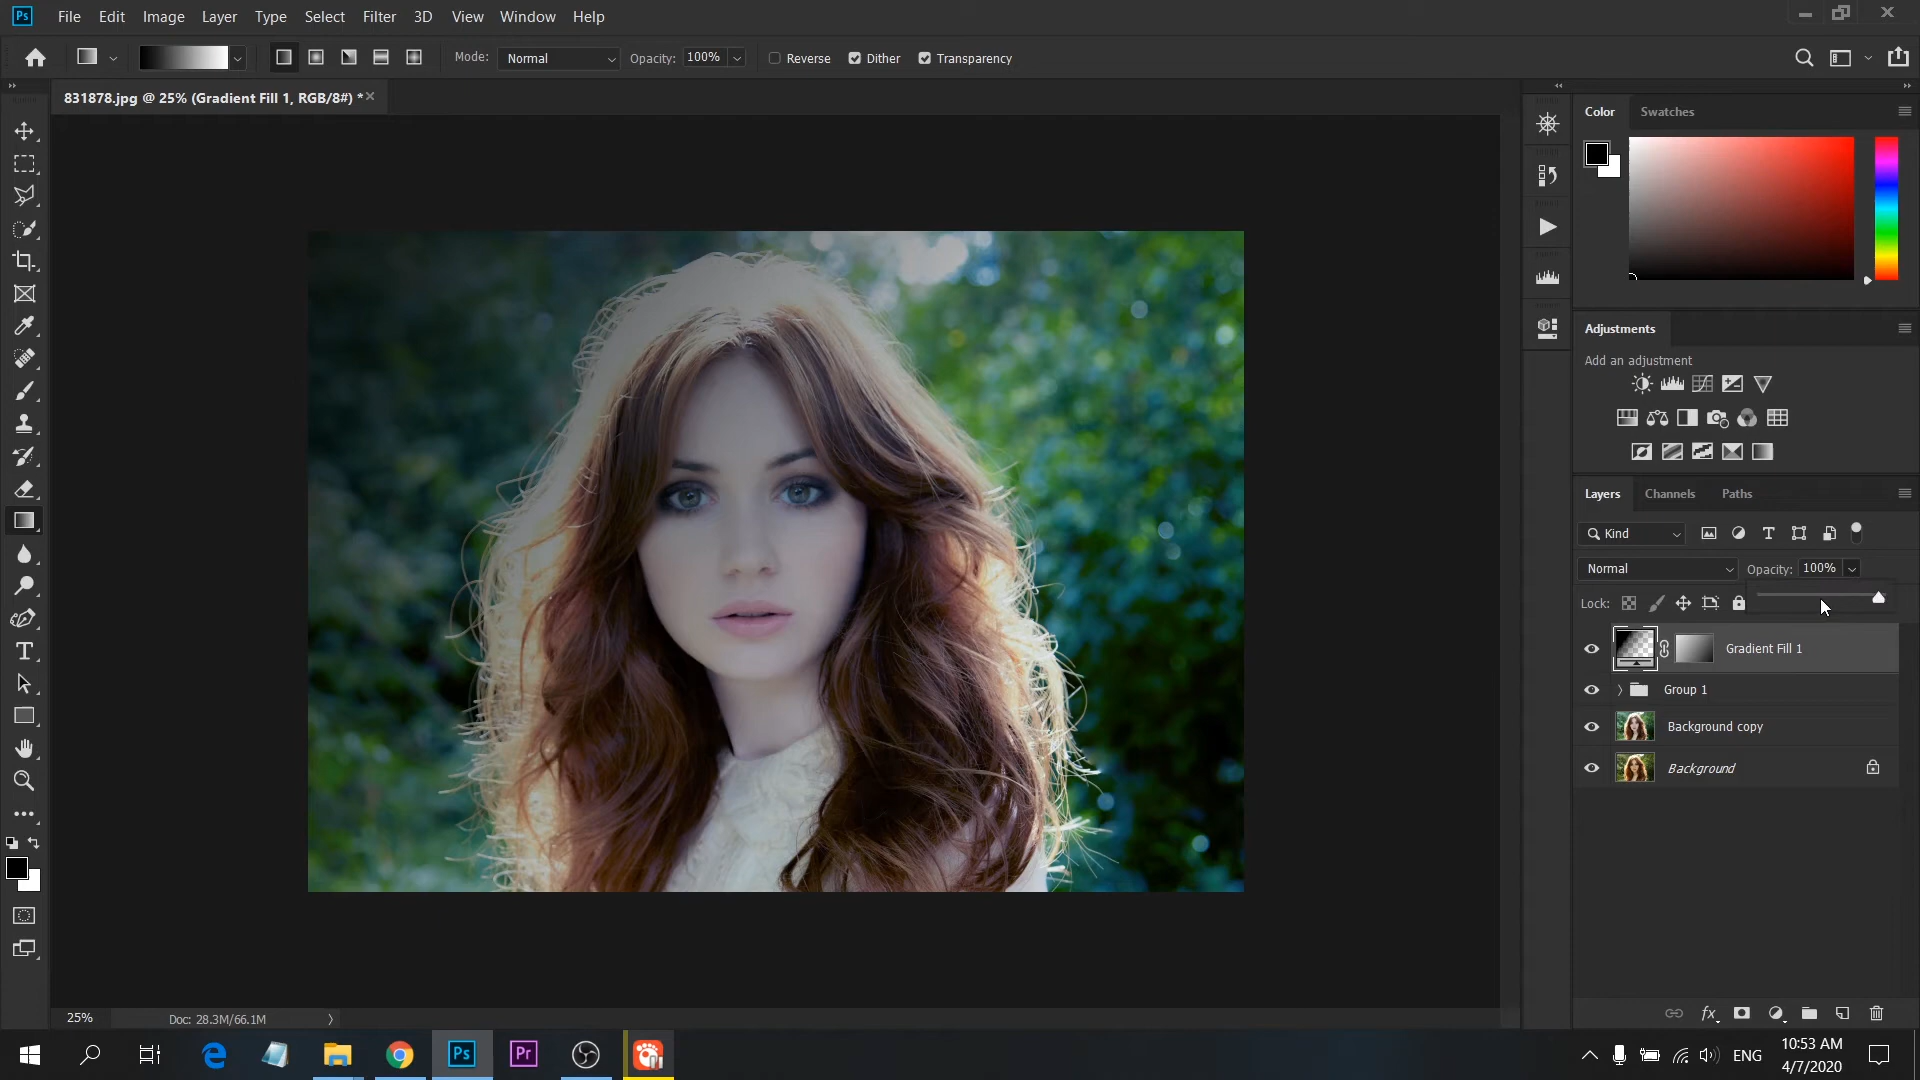 Ps File Edit Image Layer Type Select Filter 3D View Window Help
Mode: Normal Opacity: 100% Reverse Dither Transparency
831878.jpg @ 25% (Gradient Fill 1, RGB/8#) *
Color Swatches
Adjustments
Add an adjustment
Layers Channels Paths
Kind
Normal Opacity: 100%
Lock:
Gradient Fill 1
Group 1
Background copy
Background
25% Doc: 28.3M/66.1M
Ps Pr ENG 10:53 AM
4/7/2020